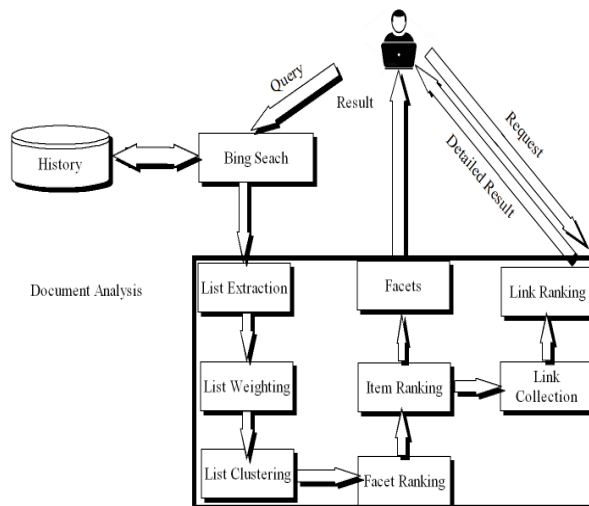 Query
Result
Request
Detailed Result
History
Bing Seach
Document Analysis
List Extraction
Facets
Link Ranking
List Weighting
Item Ranking
Link
Collection
List Clustering
Facet Ranking